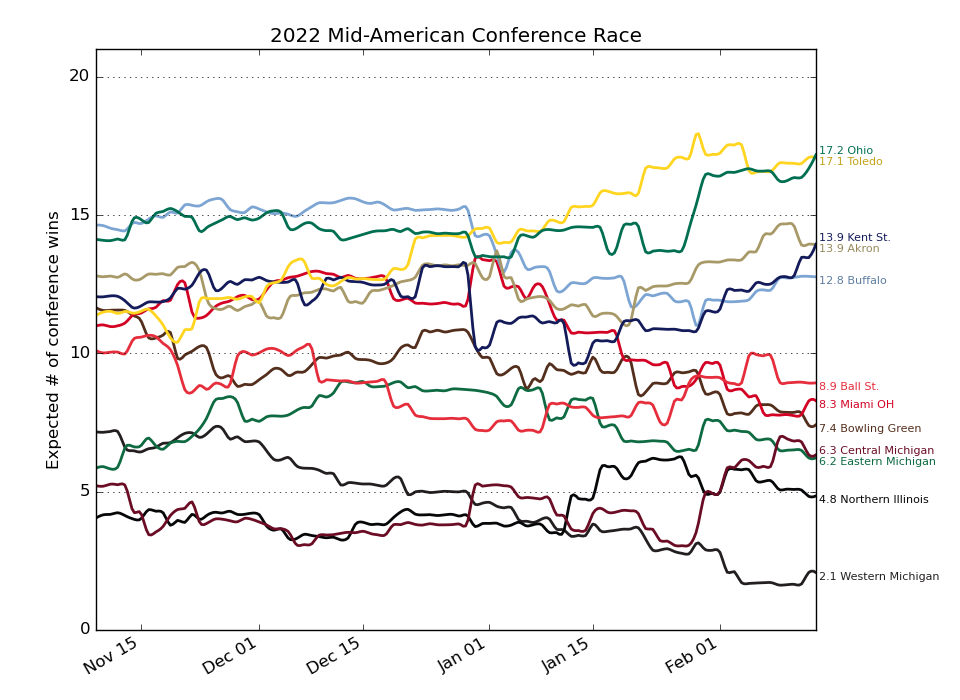 2022 Mid-American Conference Race
Expected # of conference wins
20
15
10
5
0
Nov 15
Dec 01
Dec 15
Jan 01
Jan 15
Feb 01
17.2 Ohio
17.1 Toledo
13.9 Kent St.
13.9 Akron
12.8 Buffalo
8.9 Ball St.
8.3 Miami OH
7.4 Bowling Green
6.3 Central Michigan
6.2 Eastern Michigan
4.8 Northern Illinois
2.1 Western Michigan